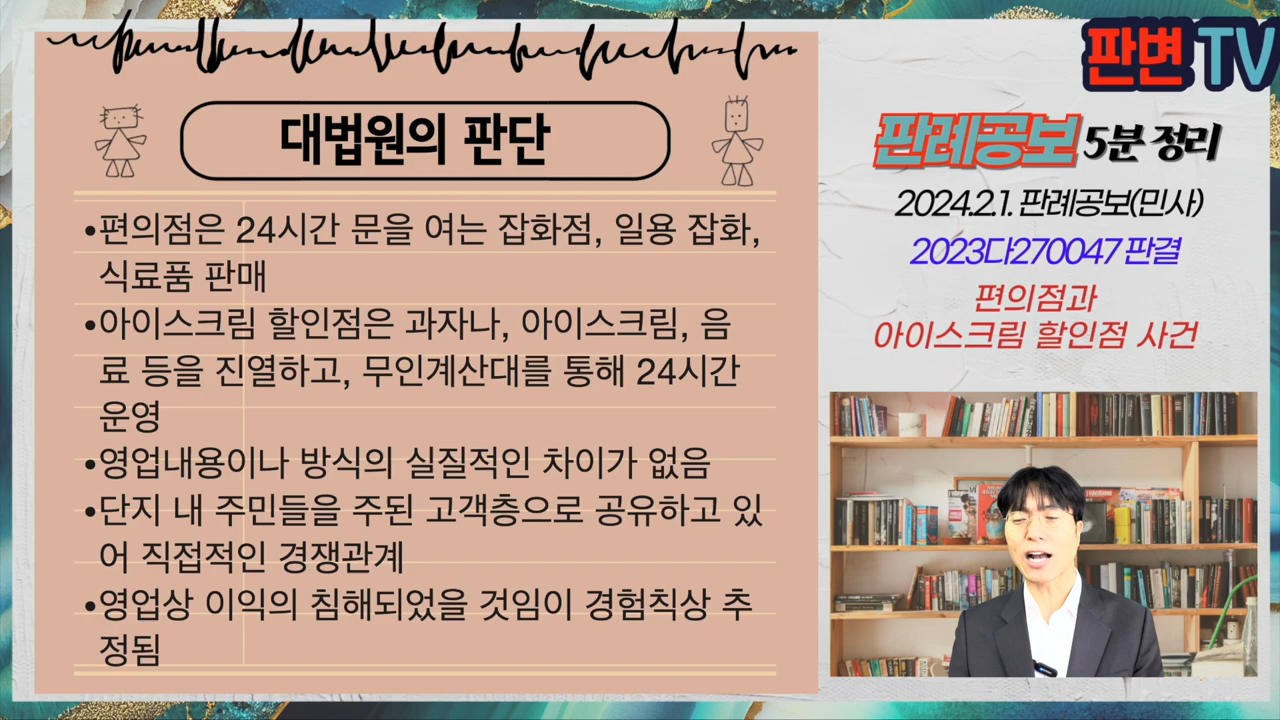 판변 TV
대법원의 판단
•편의점은 24시간 문을 여는 잡화점, 일용 잡화,
식료품 판매
•아이스크림 할인점은 과자나, 아이스크림, 음
료 등을 진열하고, 무인계산대를 통해 24시간
운영
•영업내용이나 방식의 실질적인 차이가 없음
•단지 내 주민들을 주된 고객층으로 공유하고 있
어 직접적인 경쟁관계
•영업상 이익의 침해되었을 것임이 경험칙상 추
정됨
판례공보 5분 정리
2024.2.1. 판례공보(민사)
2023다270047 판결
편의점과
아이스크림 할인점 사건